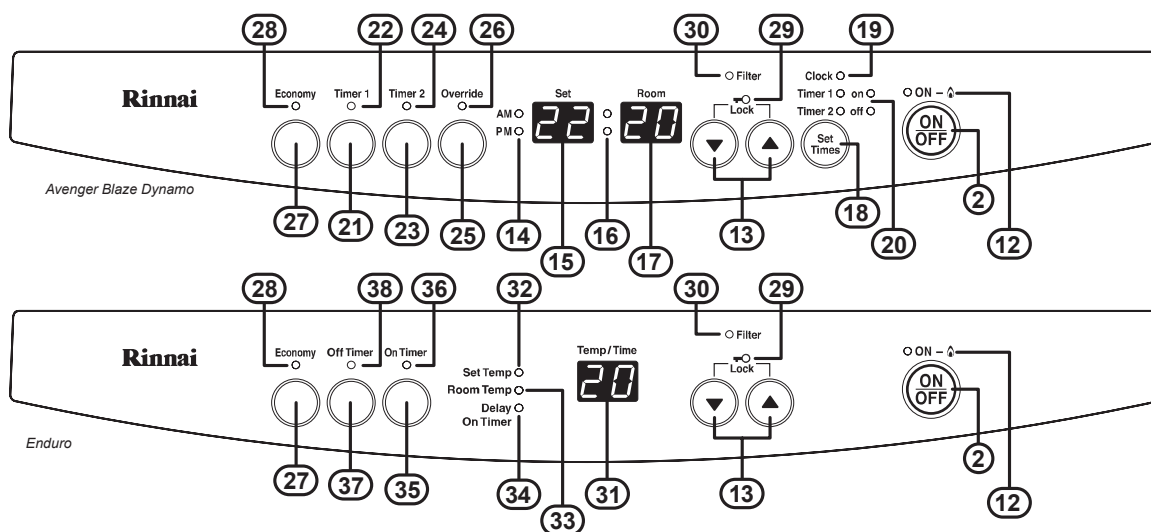 28 22 24 26 30 29 19
Rinnai
Economy Timer 1 Timer 2 Override Set Room Filter Clock
AM 22 20 Lock Timer 1 on ON –
PM Timer 2 off
ON
OFF
Set
Times
Avenger Blaze Dynamo
27 21 23 25 14 15 16 17 13 18 20 2 12
28 38 36 32 30 29
Rinnai
Economy Off Timer On Timer Temp/Time Filter
Set Temp 20 Lock ON –
Room Temp
Delay
On Timer
ON
OFF
Enduro
27 37 35 34 33 31 13 2 12